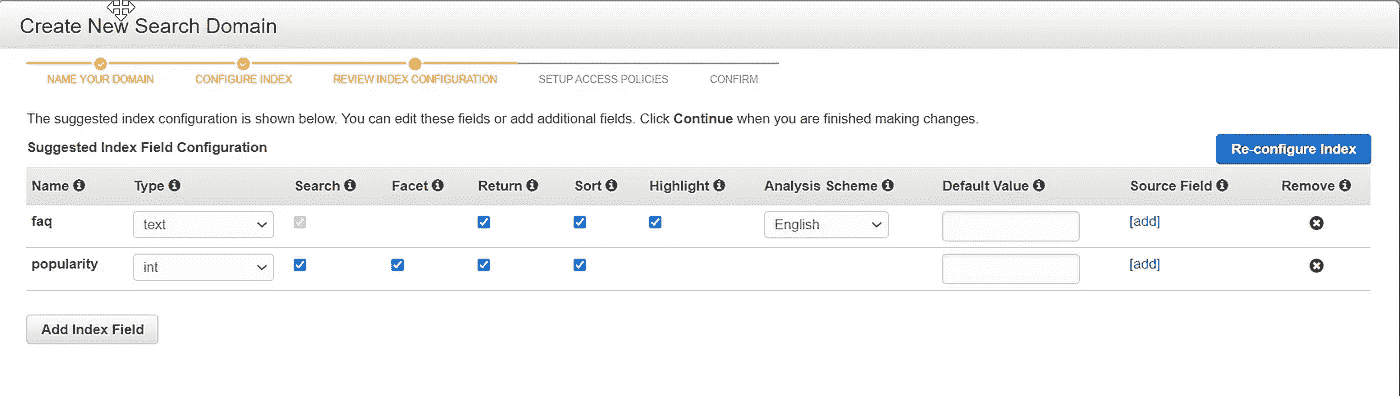 Create New Search Domain
NAME YOUR DOMAIN CONFIGURE INDEX REVIEW INDEX CONFIGURATION SETUP ACCESS POLICIES CONFIRM
The suggested index configuration is shown below. You can edit these fields or add additional fields. Click Continue when you are finished making changes.
Suggested Index Field Configuration
Re-configure Index
Name Type Search Facet Return Sort Highlight Analysis Scheme Default Value Source Field Remove
faq text English [add]
popularity int [add]
Add Index Field